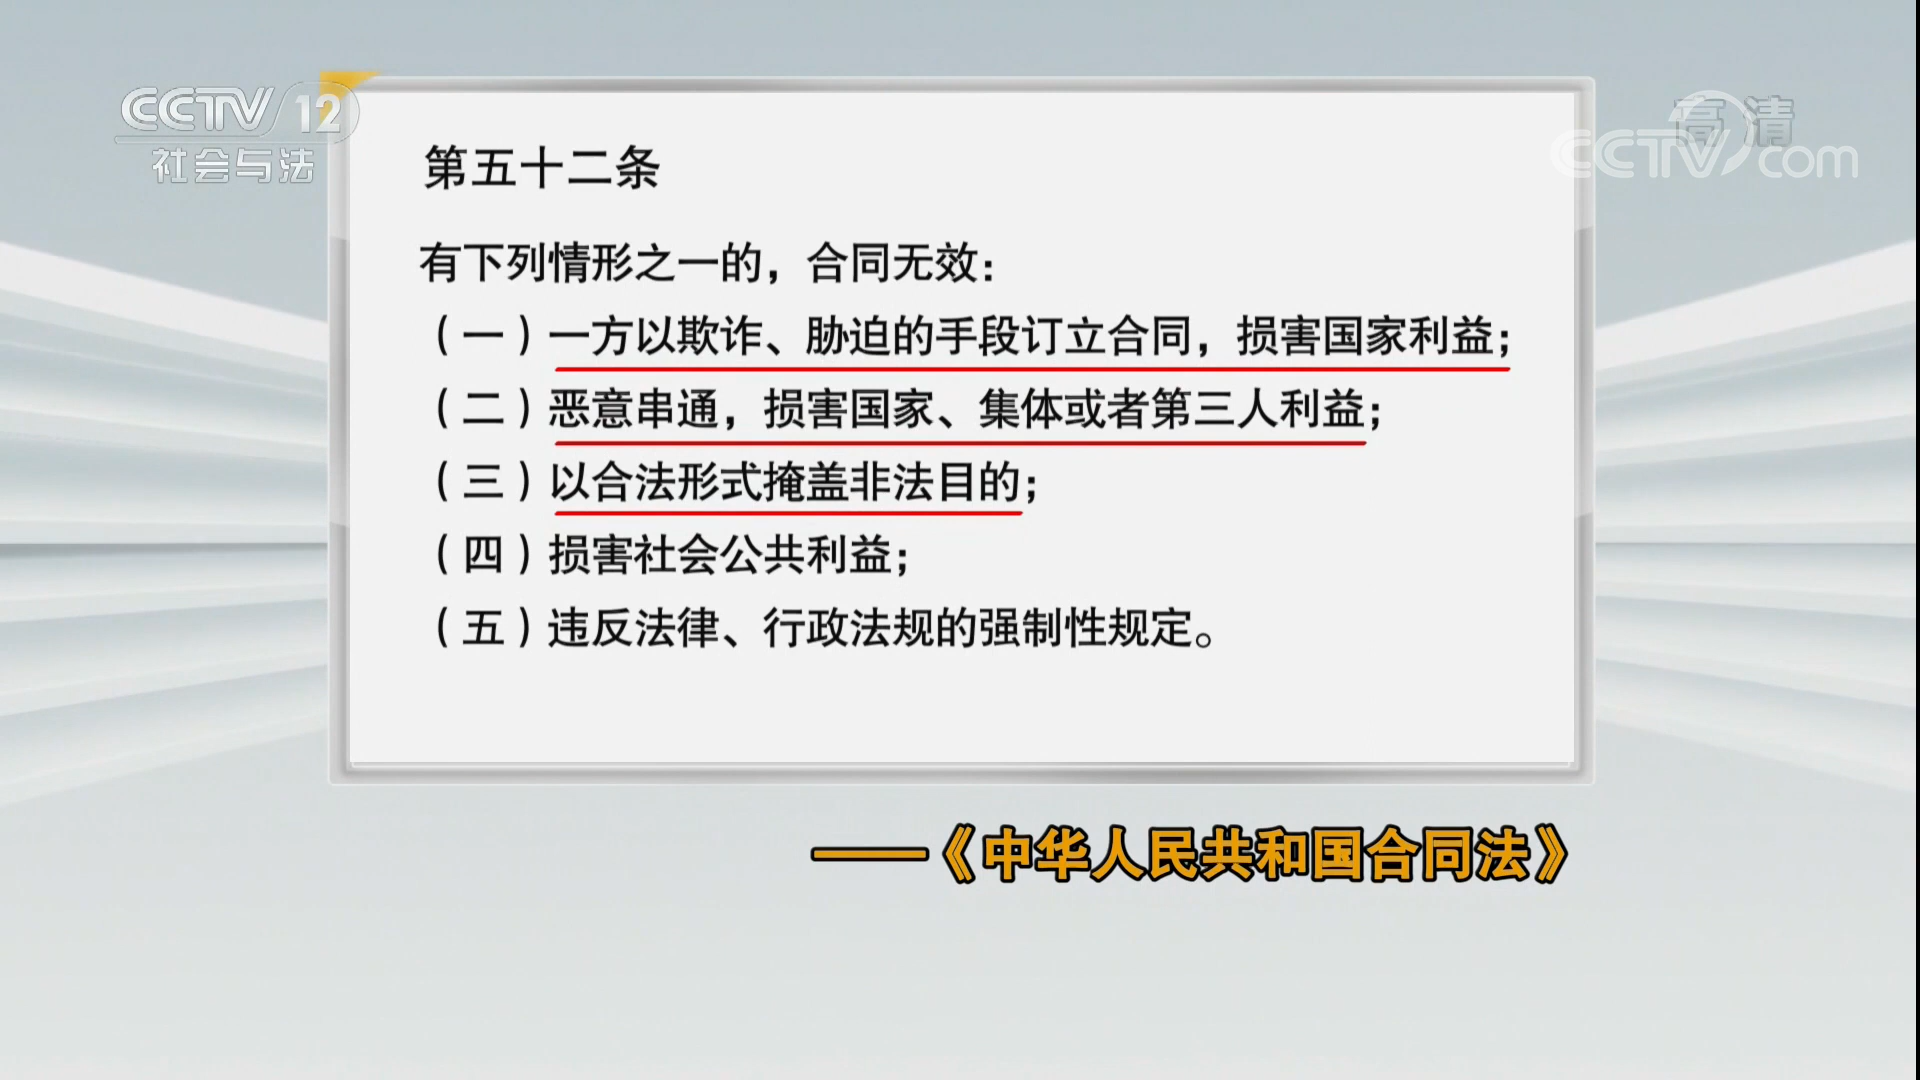 CCTV 12
社会与法
高清
CCTV.com
第五十二条
有下列情形之一的，合同无效：
（一）一方以欺诈、胁迫的手段订立合同，损害国家利益；
（二）恶意串通，损害国家、集体或者第三人利益；
（三）以合法形式掩盖非法目的；
（四）损害社会公共利益；
（五）违反法律、行政法规的强制性规定。
——《中华人民共和国合同法》